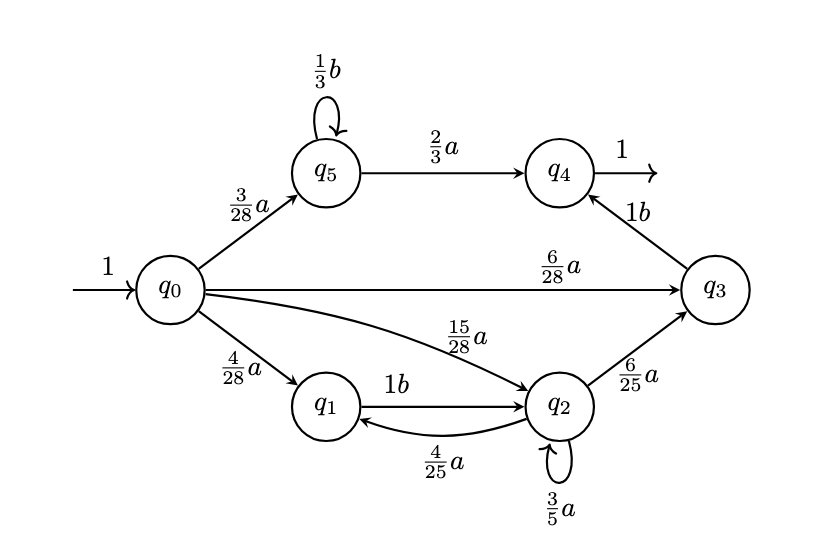 1/3 b
q5
2/3 a
q4
1
3/28 a
1b
1
q0
6/28 a
q3
15/28 a
4/28 a
1b
6/25 a
q1
q2
4/25 a
3/5 a